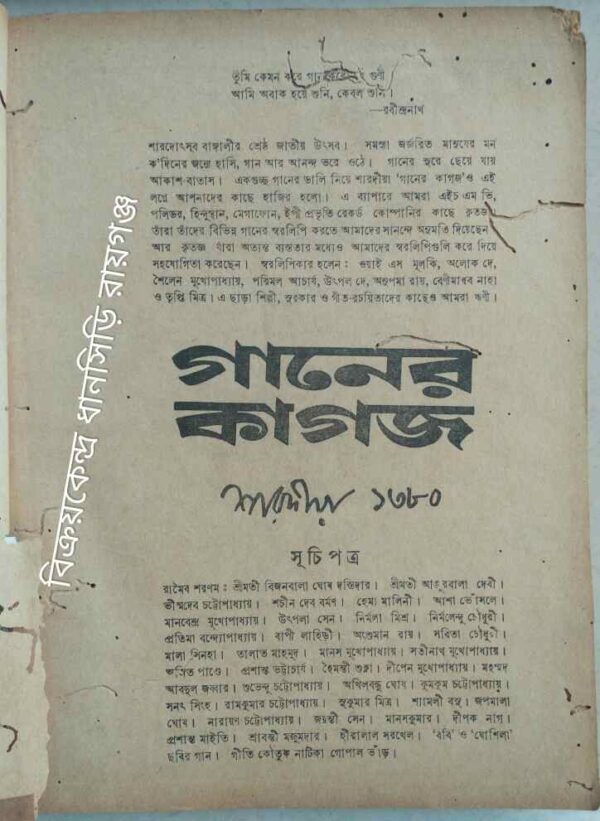 তুমি কেমন করে গান গুণী
আমি অবাক হয়ে শুনি, কেবল শুনি।
—রবীন্দ্রনাথ
শারদোৎসব বাঙ্গালীর শ্রেষ্ঠ জাতীয় উৎসব। সমস্যা জর্জরিত মানুষের মন
ক'দিনের জন্যে হাসি, গান আর আনন্দে ভরে ওঠে। গানের সুরে ছেয়ে যায়
আকাশ-বাতাস। একগুচ্ছ গানের ডালি নিয়ে শারদীয়া 'গানের কাগজ'ও এই
লগ্নে আপনাদের কাছে হাজির হলো। এ ব্যাপারে আমরা এইচ এম ভি,
পলিডর, হিন্দুস্থান, মেগাফোন, ইপী প্রভৃতি রেকর্ড কোম্পানির কাছে কৃতজ্ঞ
তাঁরা তাঁদের বিভিন্ন গানের স্বরলিপি করতে আমাদের সানন্দে অনুমতি দিয়েছেন
আর কৃতজ্ঞ যাঁরা অত্যন্ত ব্যস্ততার মধ্যেও আমাদের স্বরলিপিগুলি করে দিয়ে
সহযোগিতা করেছেন। স্বরলিপিকার হলেন: ওয়াই এস মূলকি, অলোক দে,
শৈলেন মুখোপাধ্যায়, পরিমল আচার্য, উৎপল দে, অনুপমা রায়, বেণীমাধব নাহা
ও তৃপ্তি মিত্র। এ ছাড়া শিল্পী, সুরকার ও গীত-রচয়িতাদের কাছেও আমরা ঋণী।
গানের
কাগজ
শারদীয়া ১৩৮০
সূচিপত্র
রামৈব শরণম: শ্রীমতী বিজনবালা ঘোষ দস্তিদার। শ্রীমতী আঙুরবালা দেবী।
ভীষ্মদেব চট্টোপাধ্যায়। শচীন দেব বর্মণ। হেমা মালিনী। আশা ভোঁসলে।
মানবেন্দ্র মুখোপাধ্যায়। উৎপলা সেন। নির্মলা মিশ্র। নির্মলেন্দু চৌধুরী।
প্রতিমা বন্দ্যোপাধ্যায়। বাপী লাহিড়ী। অংশুমান রায়। সবিতা চৌধুরী।
মালা সিনহা। তালাত মাহমুদ। মানস মুখোপাধ্যায়। সতীনাথ মুখোপাধ্যায়।
পাণ্ডে। প্রশান্ত ভট্টাচার্য। হৈমন্তী শুক্লা। দীপেন মুখোপাধ্যায়। মহম্মদ
আবদুল জব্বার। শুভেন্দু চট্টোপাধ্যায়। অখিলবন্ধু ঘোষ। কুমকুম চট্টোপাধ্যায়।
সনৎ সিংহ। রামকুমার চট্টোপাধ্যায়। সুকুমার মিত্র। শ্যামলী বসু। জপমালা
ঘোষ। নারায়ণ চট্টোপাধ্যায়। জয়ন্তী সেন। মানসকুমার। দীপক নাগ।
প্রশান্ত মাইতি। শ্রাবন্তী মজুমদার। হীরালাল সরখেল। 'ববি' ও 'যোশিলা'
ছবির গান। গীতি কৌতুক নাটিকা গোপাল ভাঁড়।
বিক্রয়কেন্দ্র ধানসিড়ি রায়গঞ্জ